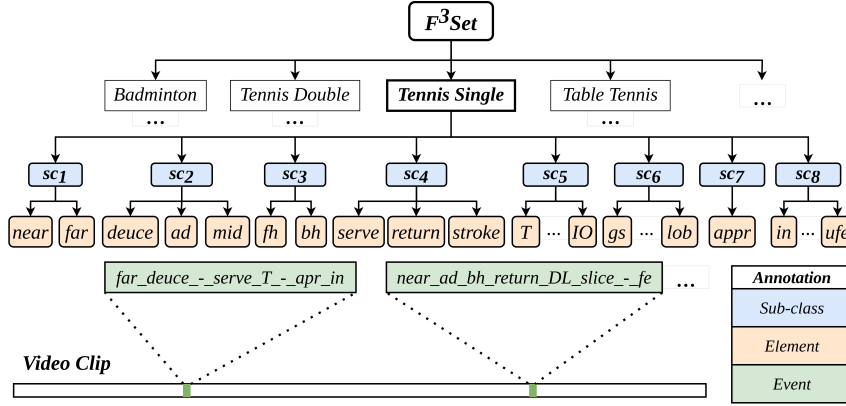 F³Set
Badminton Tennis Double Tennis Single Table Tennis ...
... ... ...
sc₁ sc₂ sc₃ sc₄ sc₅ sc₆ sc₇ sc₈
near far deuce ad mid fh bh serve return stroke T ... IO gs ... lob appr in ... ufe
far_deuce_-_serve_T_-_apr_in near_ad_bh_return_DL_slice_-_fe ...
Annotation
Sub-class
Element
Event
Video Clip